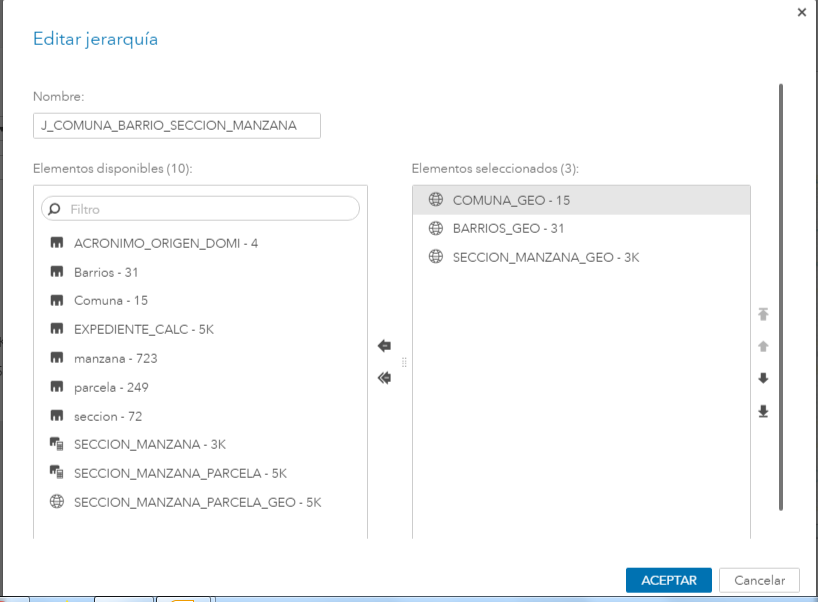 Editar jerarquía
Nombre:
J_COMUNA_BARRIO_SECCION_MANZANA
Elementos disponibles (10):
Filtro
ACRONIMO_ORIGEN_DOMI - 4
Barrios - 31
Comuna - 15
EXPEDIENTE_CALC - 5K
manzana - 723
parcela - 249
seccion - 72
SECCION_MANZANA - 3K
SECCION_MANZANA_PARCELA - 5K
SECCION_MANZANA_PARCELA_GEO - 5K
Elementos seleccionados (3):
COMUNA_GEO - 15
BARRIOS_GEO - 31
SECCION_MANZANA_GEO - 3K
ACEPTAR
Cancelar